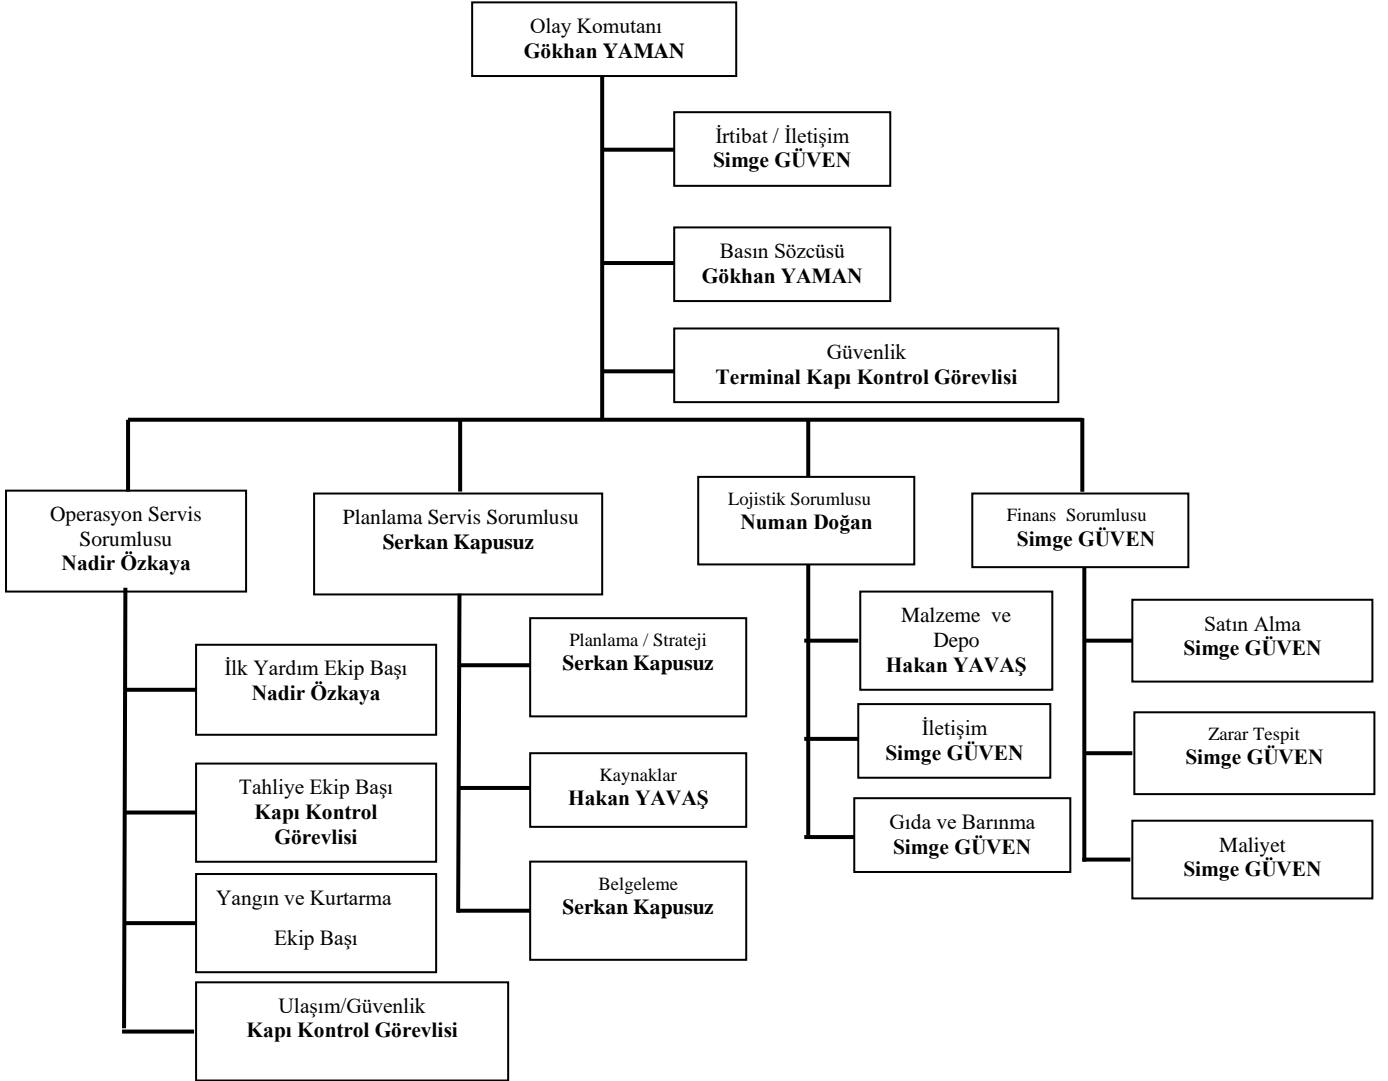 Olay Komutanı
Gökhan YAMAN
İrtibat / İletişim
Simge GÜVEN
Basın Sözcüsü
Gökhan YAMAN
Güvenlik
Terminal Kapı Kontrol Görevlisi
Operasyon Servis
Sorumlusu
Nadir Özkaya
İlk Yardım Ekip Başı
Nadir Özkaya
Tahliye Ekip Başı
Kapı Kontrol
Görevlisi
Yangın ve Kurtarma
Ekip Başı
Ulaşım/Güvenlik
Kapı Kontrol Görevlisi
Planlama Servis Sorumlusu
Serkan Kapusuz
Planlama / Strateji
Serkan Kapusuz
Kaynaklar
Hakan YAVAŞ
Belgeleme
Serkan Kapusuz
Lojistik Sorumlusu
Numan Doğan
Malzeme ve
Depo
Hakan YAVAŞ
İletişim
Simge GÜVEN
Gıda ve Barınma
Simge GÜVEN
Finans Sorumlusu
Simge GÜVEN
Satın Alma
Simge GÜVEN
Zarar Tespit
Simge GÜVEN
Maliyet
Simge GÜVEN